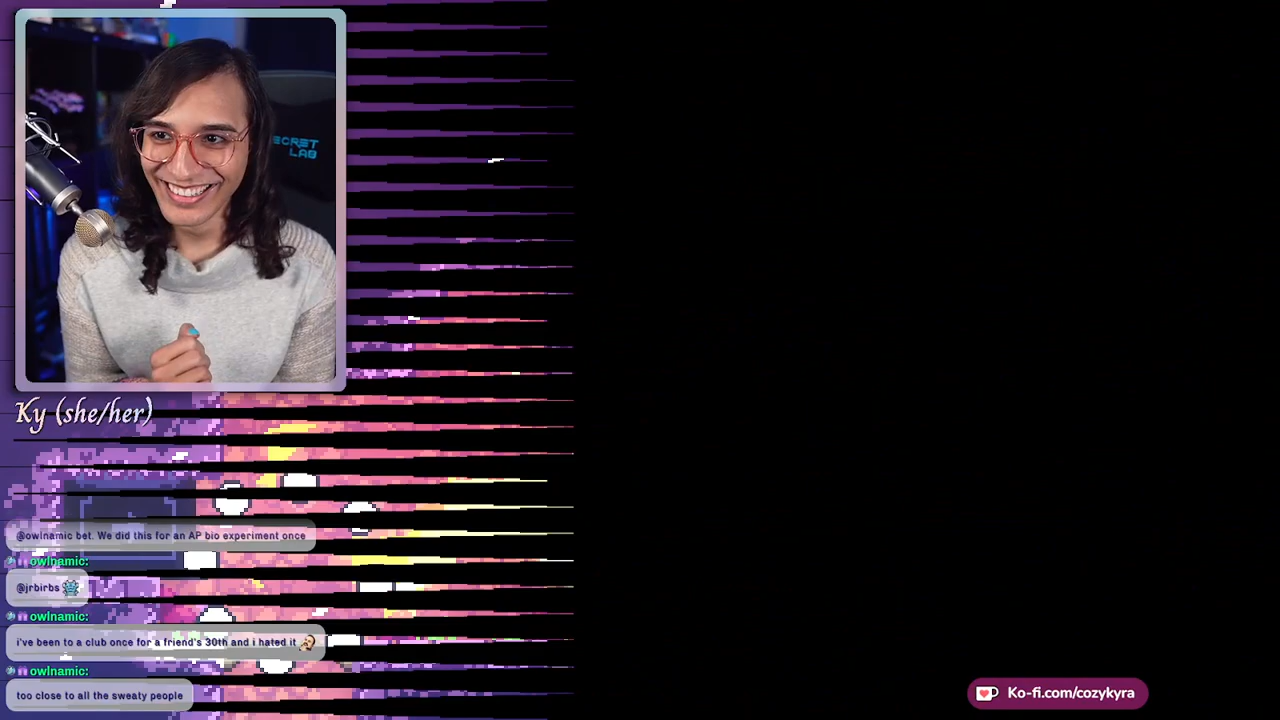 SECRET
LAB
Ky (she/her)
@owlnamic bet. We did this for an AP bio experiment once
owlnamic:
@jrbirbs
owlnamic:
i've been to a club once for a friend's 30th and i hated it
owlnamic:
too close to all the sweaty people
Ko-fi.com/cozykyra